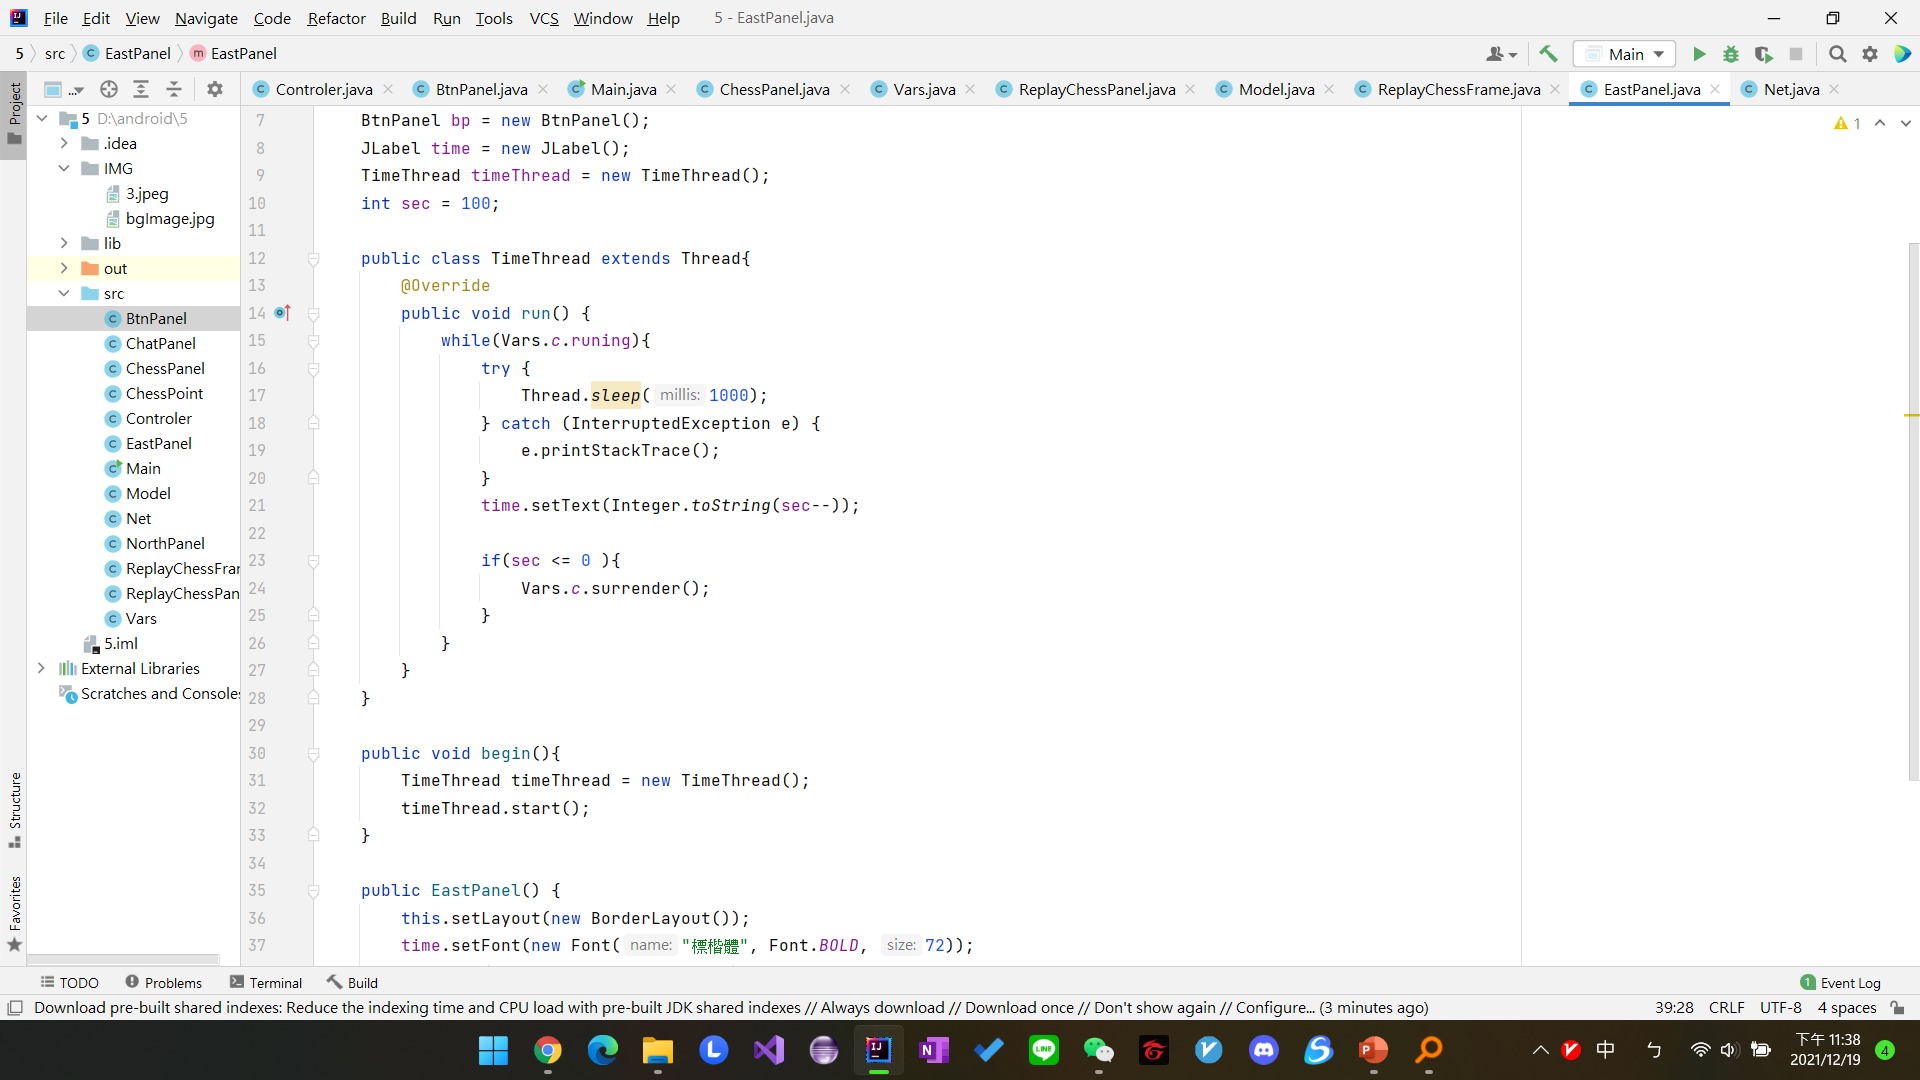 File Edit View Navigate Code Refactor Build Run Tools VCS Window Help 5 - EastPanel.java
5 src EastPanel EastPanel Main
Project ... Controler.java BtnPanel.java Main.java ChessPanel.java Vars.java ReplayChessPanel.java Model.java ReplayChessFrame.java EastPanel.java Net.java
5 D:\android\5
.idea
IMG
3.jpeg
bgImage.jpg
lib
out
src
BtnPanel
ChatPanel
ChessPanel
ChessPoint
Controler
EastPanel
Main
Model
Net
NorthPanel
ReplayChessFrar
ReplayChessPan
Vars
5.iml
External Libraries
Scratches and Consoles
Structure
Favorites
1
7 BtnPanel bp = new BtnPanel();
8 JLabel time = new JLabel();
9 TimeThread timeThread = new TimeThread();
10 int sec = 100;
11
12 public class TimeThread extends Thread{
13 @Override
14 public void run() {
15 while(Vars.c.runing){
16 try {
17 Thread.sleep( millis: 1000);
18 } catch (InterruptedException e) {
19 e.printStackTrace();
20 }
21 time.setText(Integer.toString(sec--));
22
23 if(sec <= 0 ){
24 Vars.c.surrender();
25 }
26 }
27 }
28 }
29
30 public void begin(){
31 TimeThread timeThread = new TimeThread();
32 timeThread.start();
33 }
34
35 public EastPanel() {
36 this.setLayout(new BorderLayout());
37 time.setFont(new Font( name: "標楷體", Font.BOLD, size: 72));
TODO Problems Terminal Build 1 Event Log
Download pre-built shared indexes: Reduce the indexing time and CPU load with pre-built JDK shared indexes // Always download // Download once // Don't show again // Configure... (3 minutes ago) 39:28 CRLF UTF-8 4 spaces
中 ㄅ 下午 11:38
2021/12/19 4